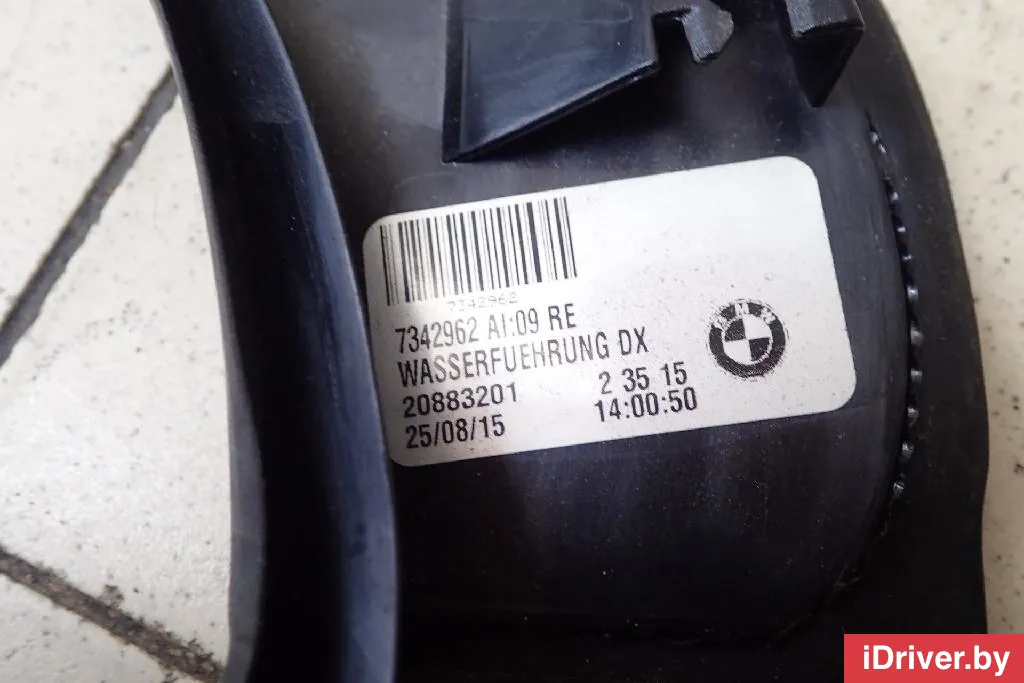 7342962
7342962 AI:09 RE
WASSERFUEHRUNG DX
20883201 2 35 15
25/08/15 14:00:50
BMW
iDriver.by